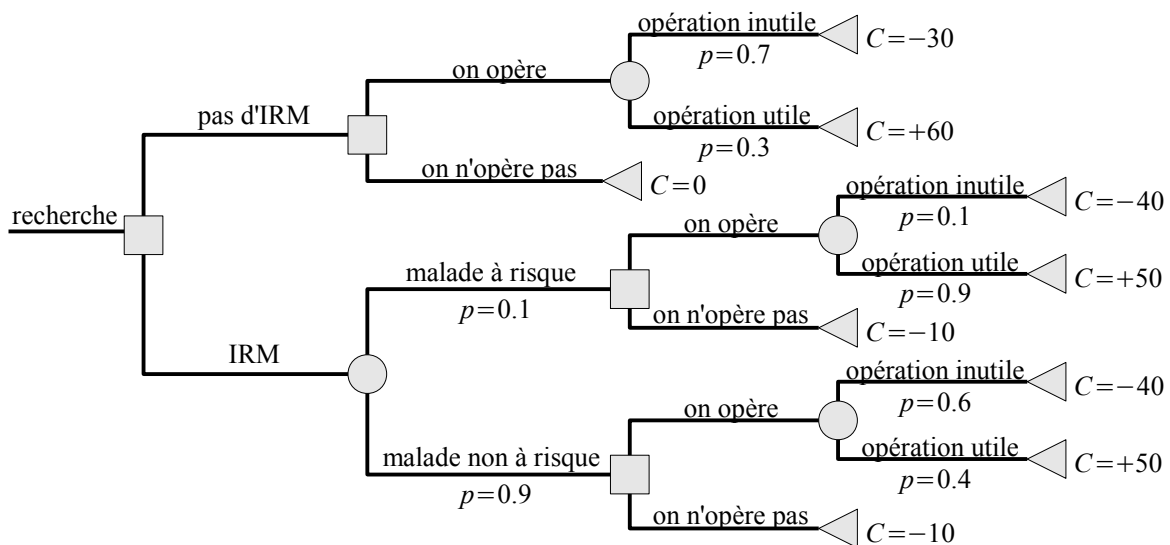 opération inutile
p=0.7
C=−30
on opère
pas d'IRM
opération utile
p=0.3
C=+60
on n'opère pas
C=0
recherche
opération inutile
p=0.1
C=−40
on opère
malade à risque
p=0.1
opération utile
p=0.9
C=+50
on n'opère pas
C=−10
IRM
opération inutile
p=0.6
C=−40
on opère
malade non à risque
p=0.9
opération utile
p=0.4
C=+50
on n'opère pas
C=−10